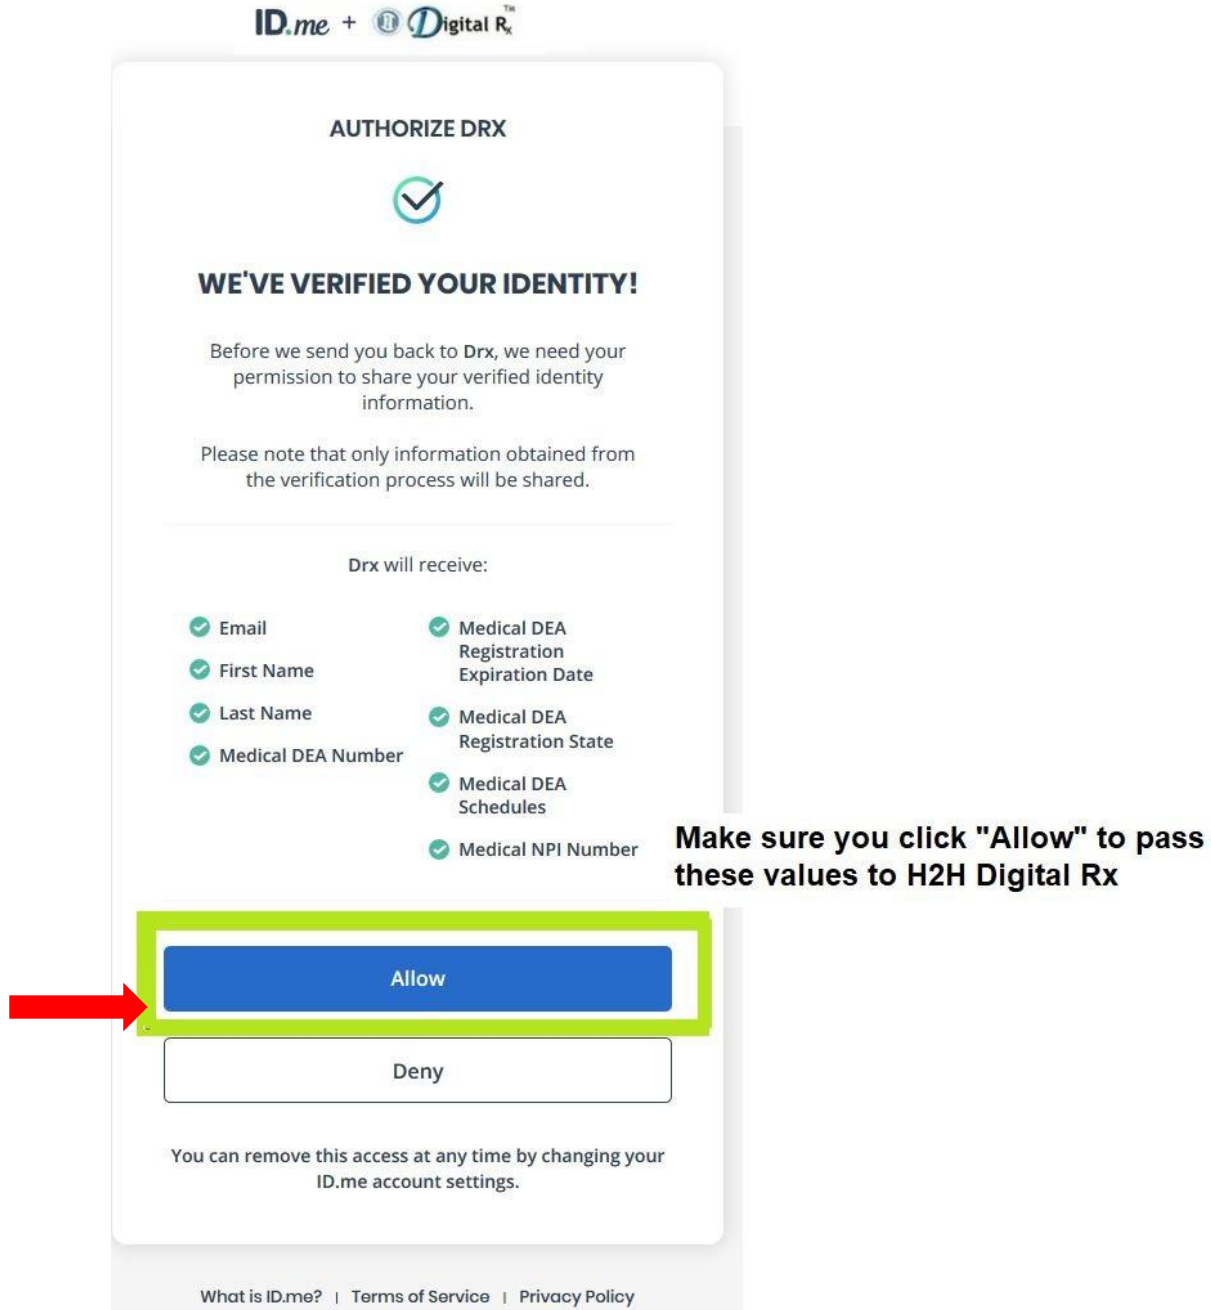 ID.me + Digital Rx™
AUTHORIZE DRX
WE'VE VERIFIED YOUR IDENTITY!
Before we send you back to Drx, we need your
permission to share your verified identity
information.
Please note that only information obtained from
the verification process will be shared.
Drx will receive:
Email
First Name
Last Name
Medical DEA Number
Medical DEA
Registration
Expiration Date
Medical DEA
Registration State
Medical DEA
Schedules
Medical NPI Number
Make sure you click "Allow" to pass
these values to H2H Digital Rx
Allow
Deny
You can remove this access at any time by changing your
ID.me account settings.
What is ID.me? | Terms of Service | Privacy Policy